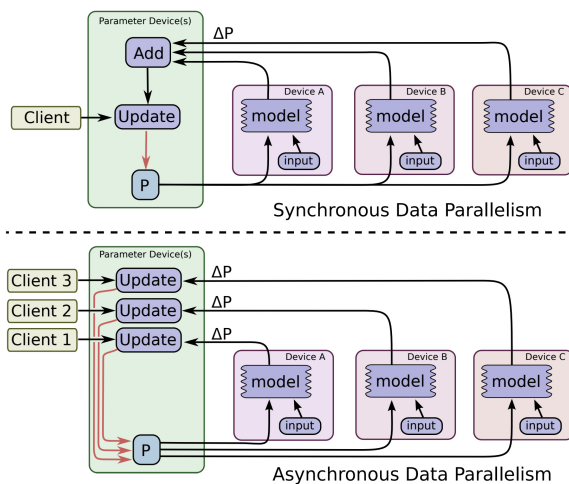 Parameter Device(s)
ΔP
Add
Device A
Device B
Device C
Client
Update
model
model
model
input
input
input
P
Synchronous Data Parallelism
Parameter Device(s)
Client 3
Update
ΔP
Client 2
Update
ΔP
Client 1
Update
ΔP
Device A
Device B
Device C
model
model
model
input
input
input
P
Asynchronous Data Parallelism